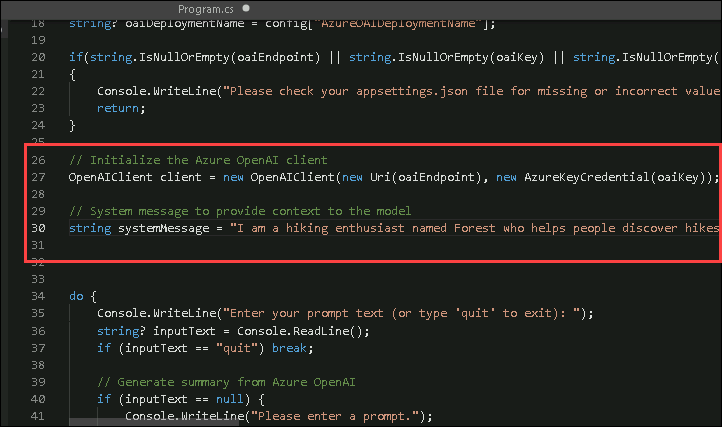 Program.cs
18 string? oaiDeploymentName = config["AzureOAIDeploymentName"];
19
20 if(string.IsNullOrEmpty(oaiEndpoint) || string.IsNullOrEmpty(oaiKey) || string.IsNullOrEmpty(
21 {
22 Console.WriteLine("Please check your appsettings.json file for missing or incorrect value
23 return;
24 }
25
26 // Initialize the Azure OpenAI client
27 OpenAIClient client = new OpenAIClient(new Uri(oaiEndpoint), new AzureKeyCredential(oaiKey));
28
29 // System message to provide context to the model
30 string systemMessage = "I am a hiking enthusiast named Forest who helps people discover hikes
31
32
33
34 do {
35 Console.WriteLine("Enter your prompt text (or type 'quit' to exit): ");
36 string? inputText = Console.ReadLine();
37 if (inputText == "quit") break;
38
39 // Generate summary from Azure OpenAI
40 if (inputText == null) {
41 Console.WriteLine("Please enter a prompt.");